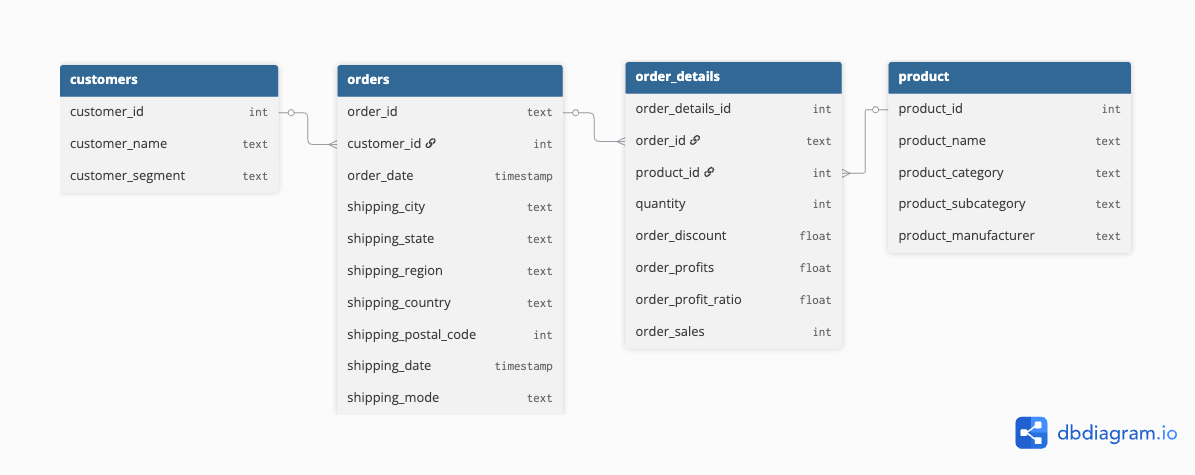 customers
customer_id int
customer_name text
customer_segment text
orders
order_id text
customer_id int
order_date timestamp
shipping_city text
shipping_state text
shipping_region text
shipping_country text
shipping_postal_code int
shipping_date timestamp
shipping_mode text
order_details
order_details_id int
order_id text
product_id int
quantity int
order_discount float
order_profits float
order_profit_ratio float
order_sales int
product
product_id int
product_name text
product_category text
product_subcategory text
product_manufacturer text
dbdiagram.io